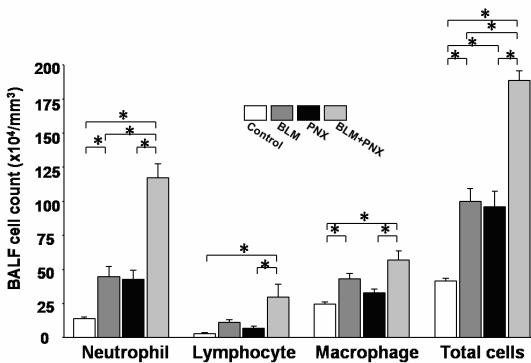 * * * *
* * * *
* * *
* * *
200
175
150
125
100
75
50
25
0
BALF cell count (x10⁴/mm³)
Control
BLM
PNX
BLM+PNX
Neutrophil Lymphocyte Macrophage Total cells